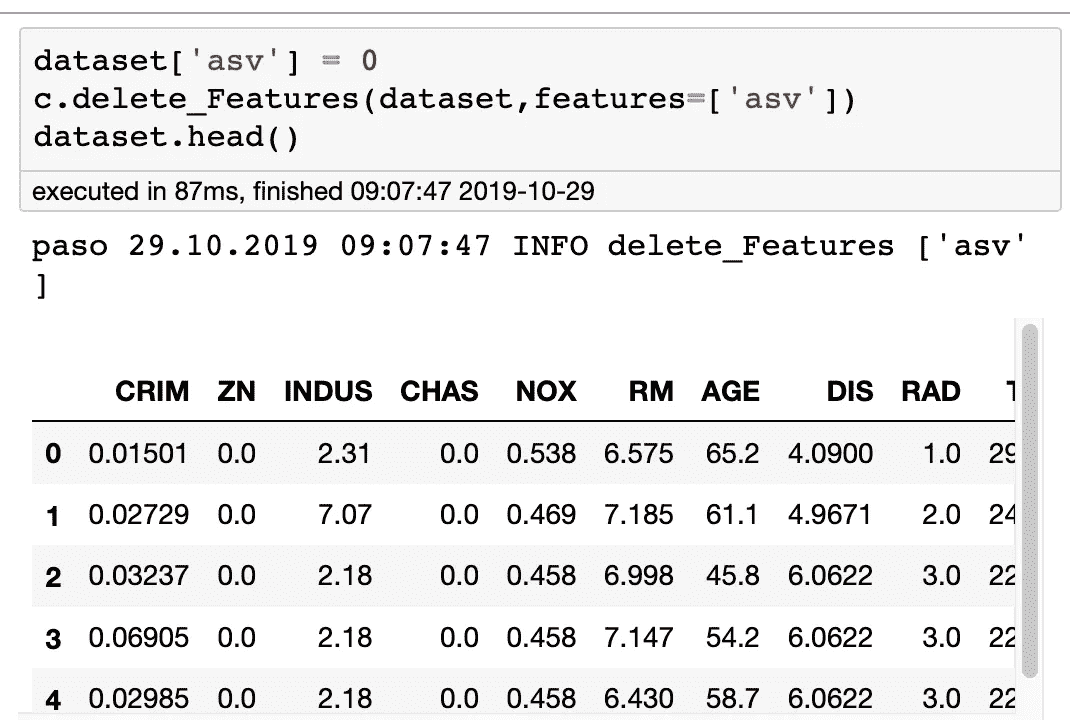 dataset['asv'] = 0
c.delete_Features(dataset,features=['asv'])
dataset.head()
executed in 87ms, finished 09:07:47 2019-10-29
paso 29.10.2019 09:07:47 INFO delete_Features ['asv'
]
CRIM ZN INDUS CHAS NOX RM AGE DIS RAD T
0 0.01501 0.0 2.31 0.0 0.538 6.575 65.2 4.0900 1.0 29
1 0.02729 0.0 7.07 0.0 0.469 7.185 61.1 4.9671 2.0 24
2 0.03237 0.0 2.18 0.0 0.458 6.998 45.8 6.0622 3.0 22
3 0.06905 0.0 2.18 0.0 0.458 7.147 54.2 6.0622 3.0 22
4 0.02985 0.0 2.18 0.0 0.458 6.430 58.7 6.0622 3.0 22